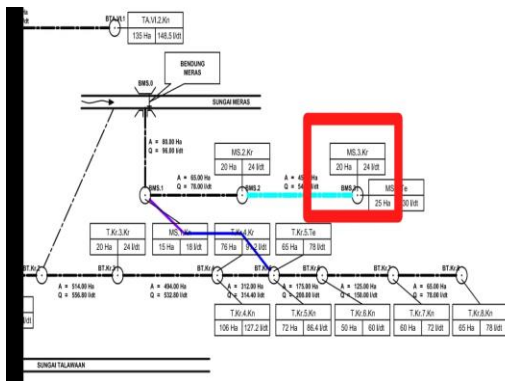 TA.VI.2.Kn
135 Ha 148.5 l/dt
BENDUNG
MERAS
BMS.0
SUNGAI MERAS
A = 80.00 Ha
Q = 96.00 l/dt
MS.2.Kr
20 Ha 24 l/dt
MS.3.Kr
20 Ha 24 l/dt
A = 65.00 Ha
Q = 78.00 l/dt
BMS.1
BMS.2
25 Ha 30 l/dt
T.Kr.3.Kr
20 Ha 24 l/dt
15 Ha 18 l/dt
T.Kr.4.Kr
76 Ha 91.2 l/dt
T.Kr.5.Te
65 Ha 78 l/dt
A = 514.00 Ha
Q = 556.80 l/dt
A = 494.00 Ha
Q = 532.80 l/dt
A = 312.00 Ha
Q = 314.40 l/dt
A = 175.00 Ha
A = 125.00 Ha
Q = 150.00 l/dt
A = 65.00 Ha
Q = 78.00 l/dt
T.Kr.4.Kn
106 Ha 127.2 l/dt
T.Kr.5.Kn
72 Ha 86.4 l/dt
T.Kr.6.Kn
50 Ha 60 l/dt
T.Kr.7.Kn
60 Ha 72 l/dt
T.Kr.8.Kn
65 Ha 78 l/dt
SUNGAI TALAWAAN